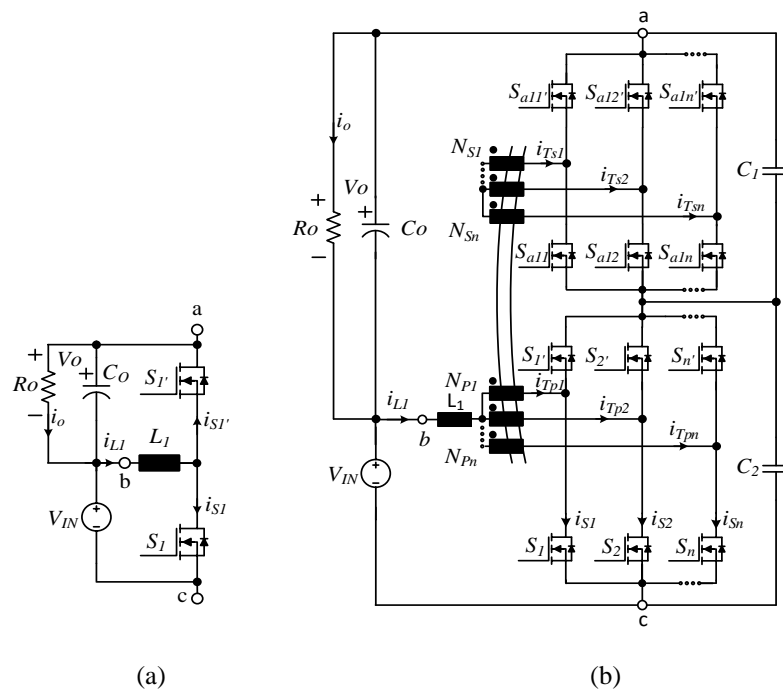 a
+
Vo
Ro
+
Co
−
io
S1'
iS1'
iL1
L1
b
VIN
+
−
iS1
S1
c
(a)
a
io
+
Vo
Ro
−
+
Co
Sa11'
Sa12'
Sa1n'
NS1
iTs1
iTs2
iTsn
NSn
C1
Sa11
Sa12
Sa1n
S1'
S2'
Sn'
NP1
iTp1
iL1
L1
iTp2
b
iTpn
NPn
C2
VIN
+
−
iS1
iS2
iSn
S1
S2
Sn
c
(b)